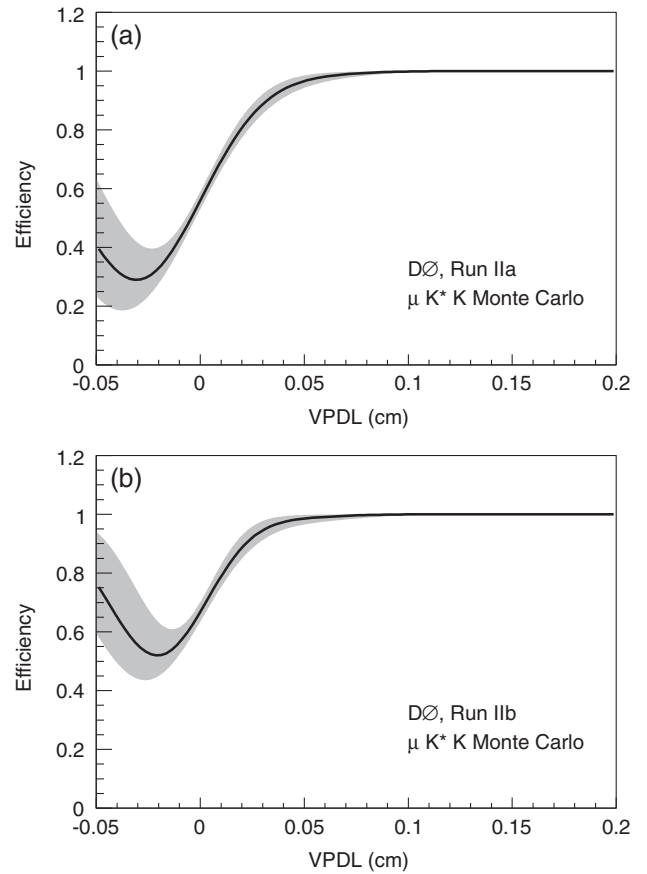 (a)
1.2
1
0.8
0.6
0.4
0.2
0
Efficiency
DØ, Run IIa
μ K* K Monte Carlo
-0.05 0 0.05 0.1 0.15 0.2
VPDL (cm)
(b)
1.2
1
0.8
0.6
0.4
0.2
0
Efficiency
DØ, Run IIb
μ K* K Monte Carlo
-0.05 0 0.05 0.1 0.15 0.2
VPDL (cm)